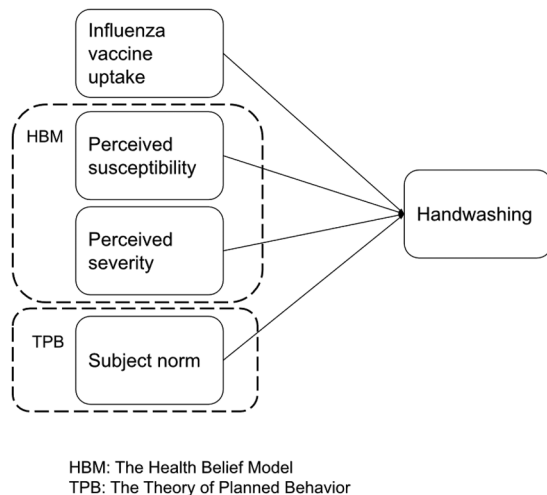 Influenza
vaccine
uptake
HBM
Perceived
susceptibility
Perceived
severity
Handwashing
TPB
Subject norm
HBM: The Health Belief Model
TPB: The Theory of Planned Behavior